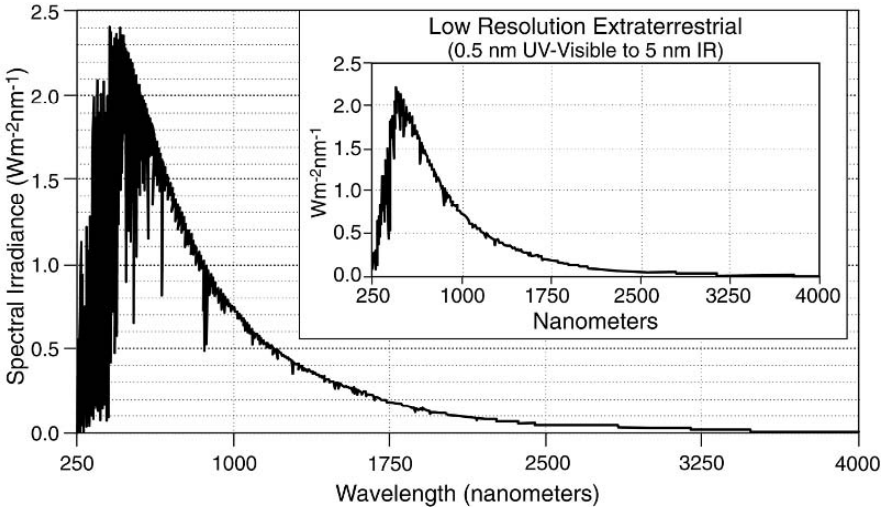 Low Resolution Extraterrestrial
(0.5 nm UV-Visible to 5 nm IR)
2.5
2.0
1.5
1.0
0.5
0.0
Wm-2nm-1
250 1000 1750 2500 3250 4000
Nanometers
2.5
2.0
1.5
1.0
0.5
0.0
Spectral Irradiance (Wm-2nm-1)
250 1000 1750 2500 3250 4000
Wavelength (nanometers)